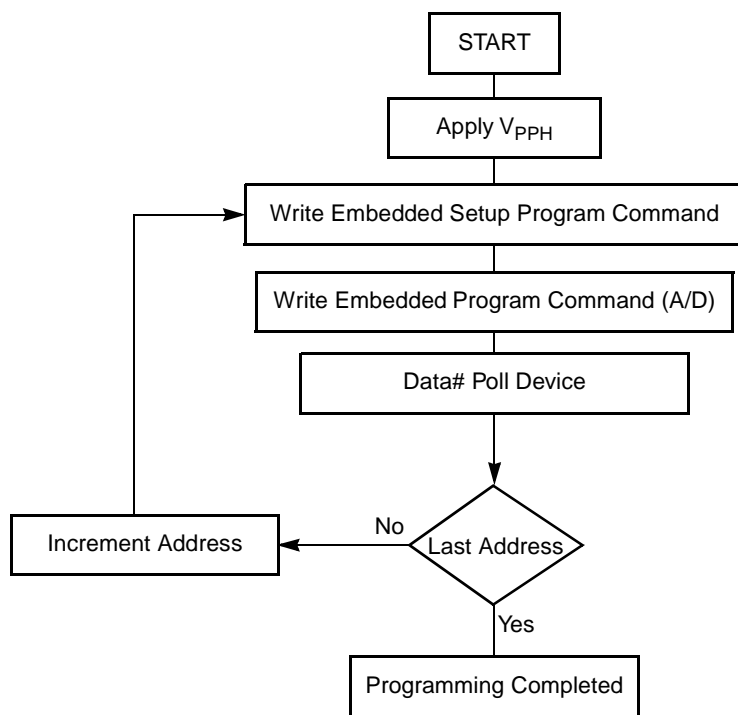 START
Apply VPPH
Write Embedded Setup Program Command
Write Embedded Program Command (A/D)
Data# Poll Device
No
Increment Address
Last Address
Yes
Programming Completed